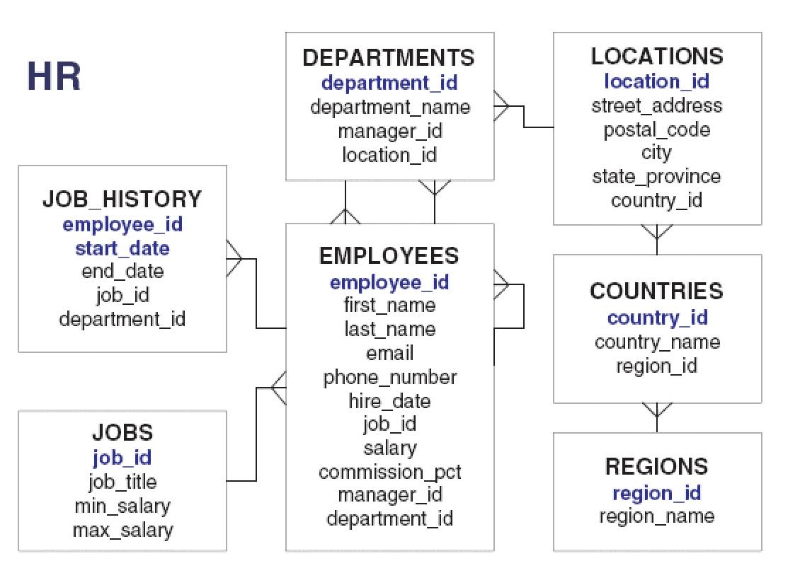 HR
DEPARTMENTS
department_id
department_name
manager_id
location_id
LOCATIONS
location_id
street_address
postal_code
city
state_province
country_id
JOB_HISTORY
employee_id
start_date
end_date
job_id
department_id
EMPLOYEES
employee_id
first_name
last_name
email
phone_number
hire_date
job_id
salary
commission_pct
manager_id
department_id
COUNTRIES
country_id
country_name
region_id
JOBS
job_id
job_title
min_salary
max_salary
REGIONS
region_id
region_name